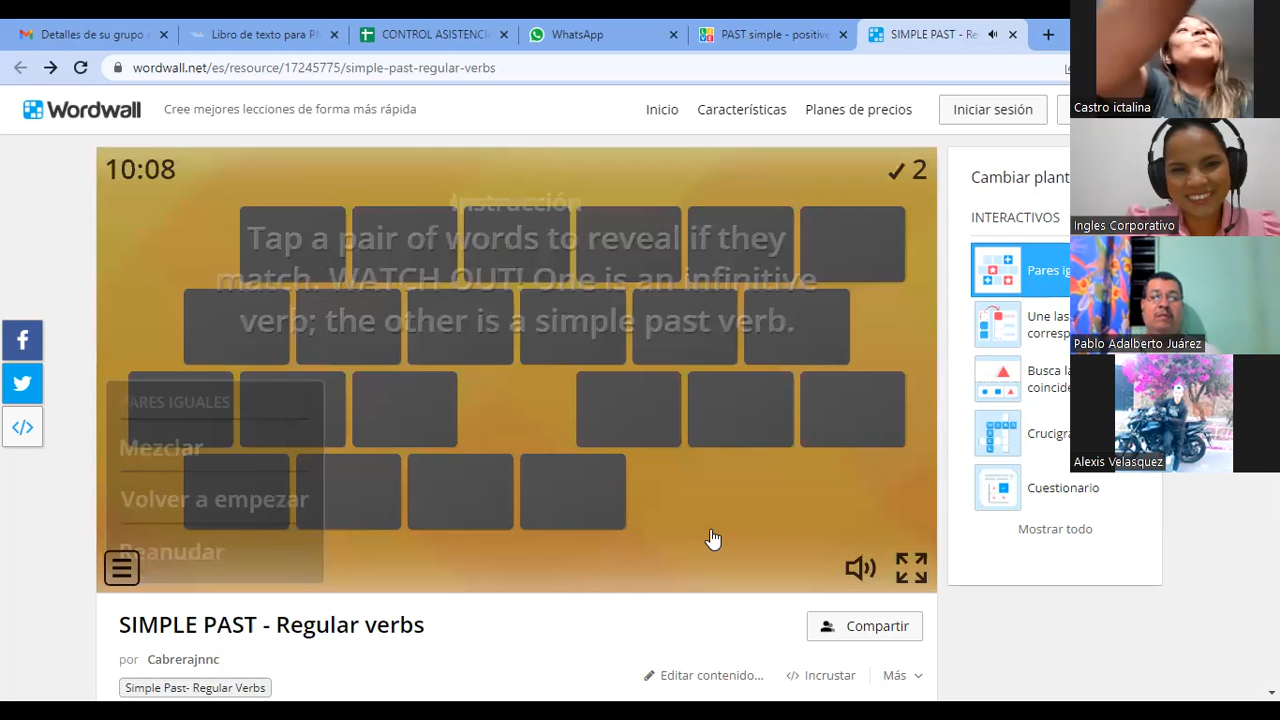 Detalles de su grupo
Libro de texto para P
CONTROL ASISTENC
WhatsApp
PAST simple - positive
SIMPLE PAST - Re
wordwall.net/es/resource/17245775/simple-past-regular-verbs
Wordwall
Cree mejores lecciones de forma más rápida
Inicio
Características
Planes de precios
Iniciar sesión
10:08
2
Instrucción
Tap a pair of words to reveal if they
match. WATCH OUT! One is an infinitive
verb; the other is a simple past verb.
PARES IGUALES
Mezclar
Volver a empezar
Reanudar
Cambiar plant
INTERACTIVOS
Pares ig
Une las
corresp
Busca la
coincide
Crucigra
Cuestionario
Mostrar todo
SIMPLE PAST - Regular verbs
Compartir
por Cabrerajnnc
Editar contenido...
Incrustar
Más
Simple Past- Regular Verbs
Castro ictalina
Ingles Corporativo
Pablo Adalberto Juárez
Alexis Velasquez